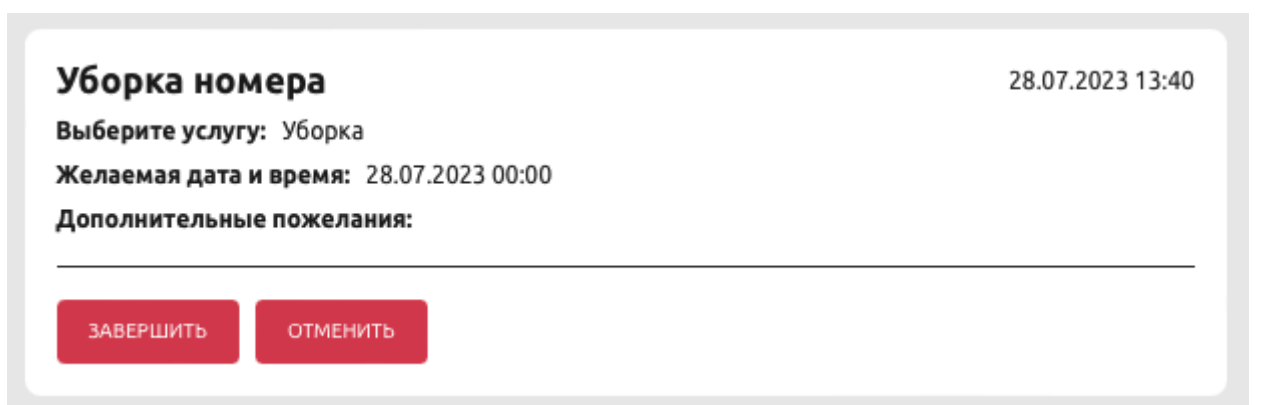 Уборка номера 28.07.2023 13:40
Выберите услугу: Уборка
Желаемая дата и время: 28.07.2023 00:00
Дополнительные пожелания:
ЗАВЕРШИТЬ ОТМЕНИТЬ